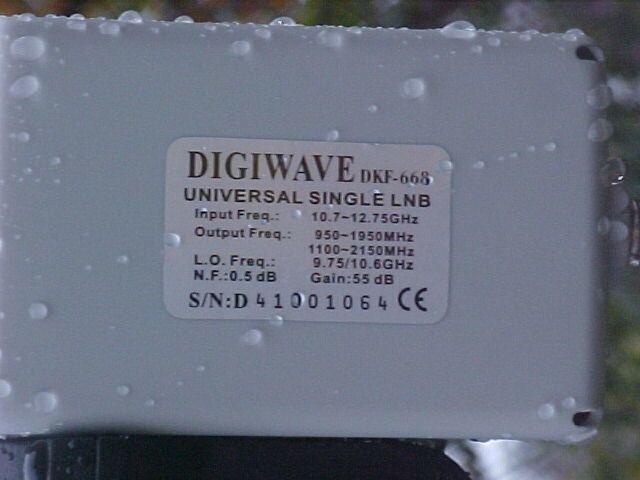 DIGIWAVE DKF-668
UNIVERSAL SINGLE LNB
Input Freq.: 10.7~12.75GHz
Output Freq.: 950~1950MHz
1100~2150MHz
L.O. Freq.: 9.75/10.6GHz
N.F.:0.5 dB Gain:55 dB
S/N:D 41001064 CE